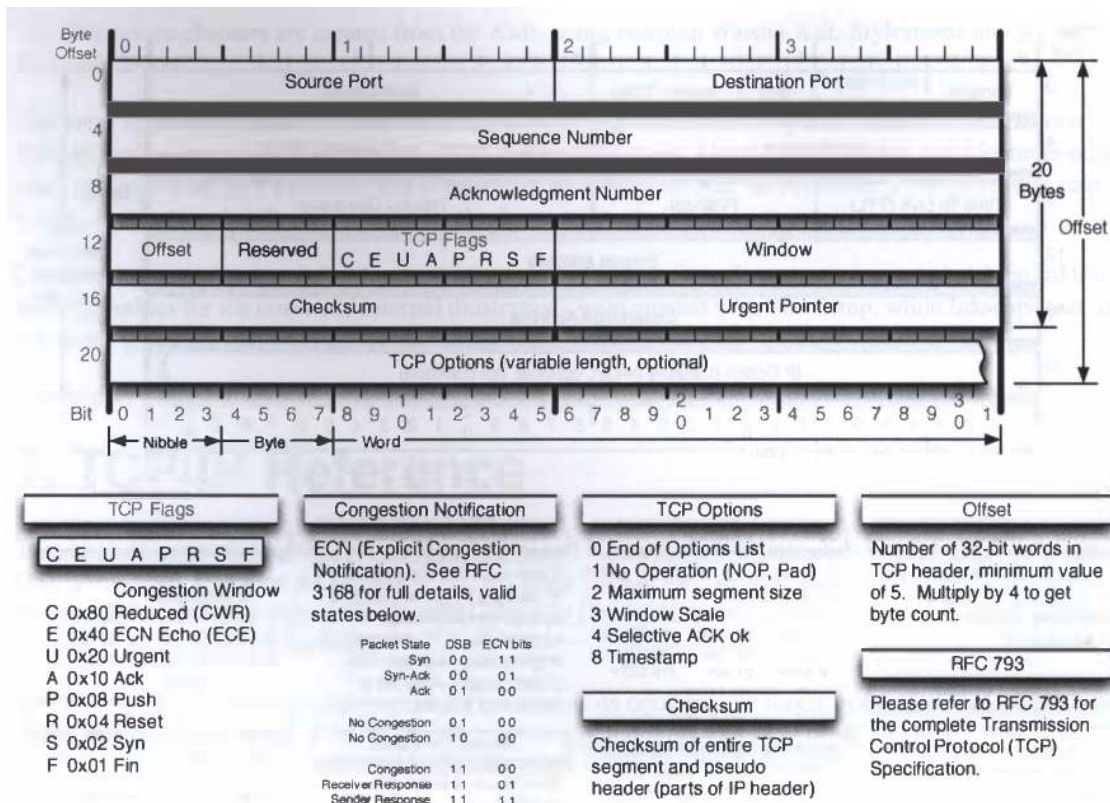 Byte
Offset
0 1 2 3
0 Source Port Destination Port
4 Sequence Number
8 Acknowledgment Number
20
Bytes
Offset
12 Offset Reserved TCP Flags Window
C E U A P R S F
16 Checksum Urgent Pointer
20 TCP Options (variable length, optional)
Bit 0 1 2 3 4 5 6 7 8 9 10 1 2 3 4 5 6 7 8 9 20 1 2 3 4 5 6 7 8 9 30 1
Nibble Byte Word
TCP Flags
C E U A P R S F
Congestion Window
C 0x80 Reduced (CWR)
E 0x40 ECN Echo (ECE)
U 0x20 Urgent
A 0x10 Ack
P 0x08 Push
R 0x04 Reset
S 0x02 Syn
F 0x01 Fin
Congestion Notification
ECN (Explicit Congestion
Notification). See RFC
3168 for full details, valid
states below.
Packet State DSB ECN bits
Syn 0 0 1 1
Syn-Ack 0 0 0 1
Ack 0 1 0 0
No Congestion 0 1 0 0
No Congestion 1 0 0 0
Congestion 1 1 0 0
Receiver Response 1 1 0 1
Sender Response 1 1 1 1
TCP Options
0 End of Options List
1 No Operation (NOP, Pad)
2 Maximum segment size
3 Window Scale
4 Selective ACK ok
8 Timestamp
Checksum
Checksum of entire TCP
segment and pseudo
header (parts of IP header)
Offset
Number of 32-bit words in
TCP header, minimum value
of 5. Multiply by 4 to get
byte count.
RFC 793
Please refer to RFC 793 for
the complete Transmission
Control Protocol (TCP)
Specification.